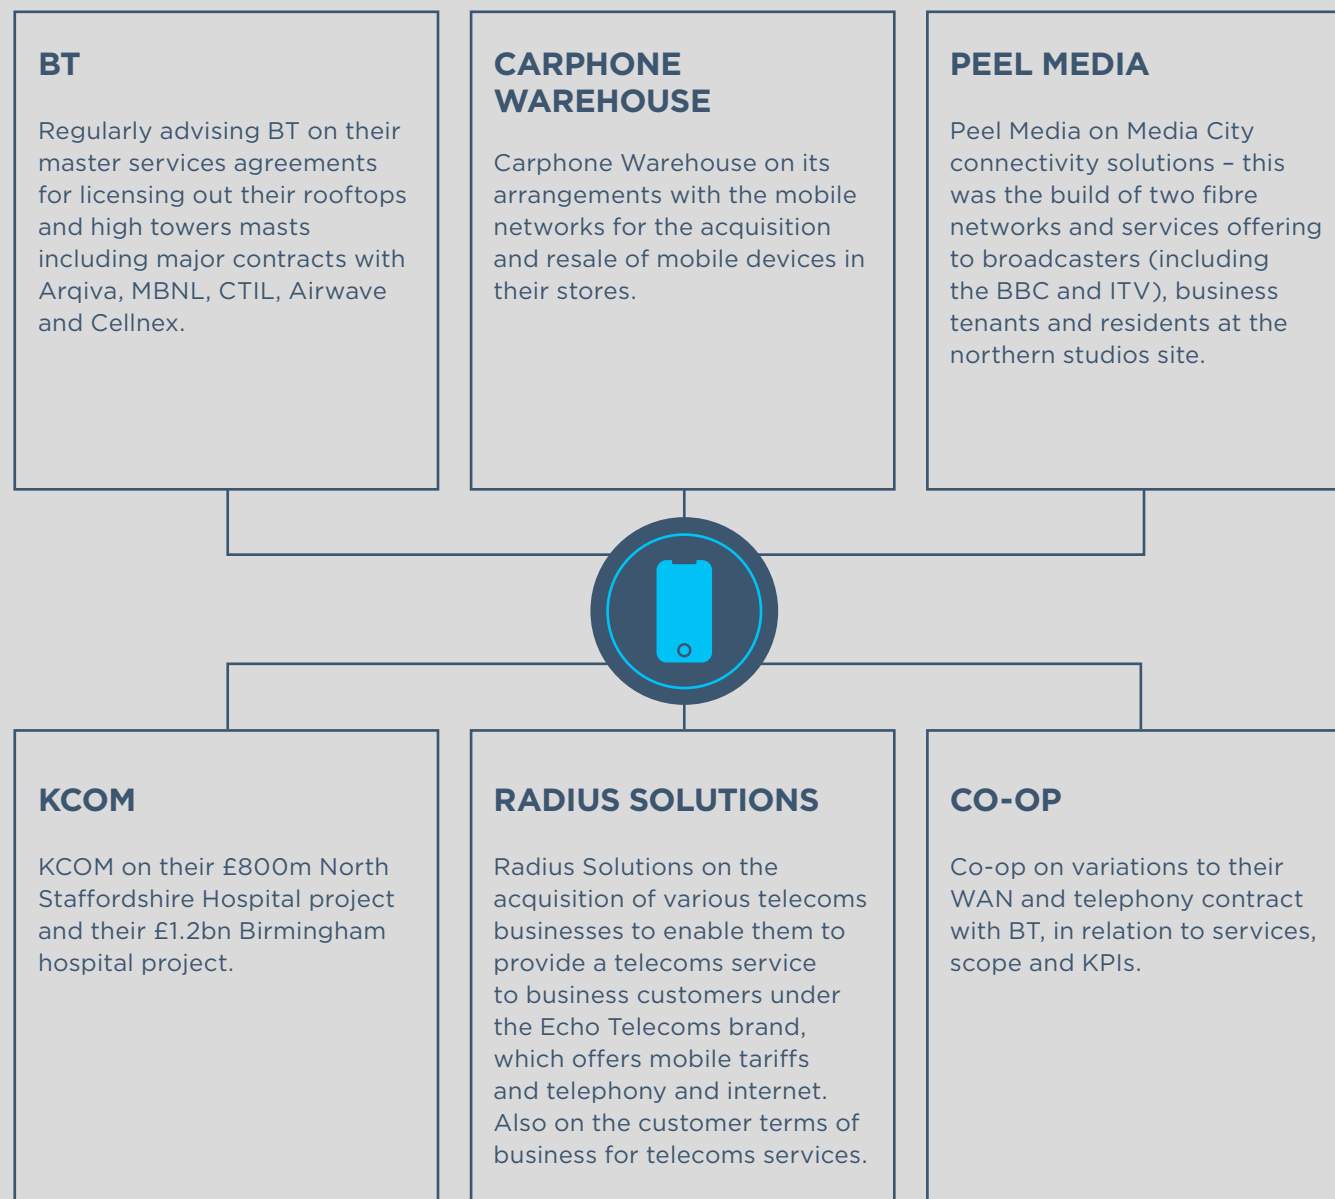 BT
Regularly advising BT on their
master services agreements
for licensing out their rooftops
and high towers masts
including major contracts with
Arqiva, MBNL, CTIL, Airwave
and Cellnex.
CARPHONE
WAREHOUSE
Carphone Warehouse on its
arrangements with the mobile
networks for the acquisition
and resale of mobile devices in
their stores.
PEEL MEDIA
Peel Media on Media City
connectivity solutions – this
was the build of two fibre
networks and services offering
to broadcasters (including
the BBC and ITV), business
tenants and residents at the
northern studios site.
KCOM
KCOM on their £800m North
Staffordshire Hospital project
and their £1.2bn Birmingham
hospital project.
RADIUS SOLUTIONS
Radius Solutions on the
acquisition of various telecoms
businesses to enable them to
provide a telecoms service
to business customers under
the Echo Telecoms brand,
which offers mobile tariffs
and telephony and internet.
Also on the customer terms of
business for telecoms services.
CO-OP
Co-op on variations to their
WAN and telephony contract
with BT, in relation to services,
scope and KPIs.